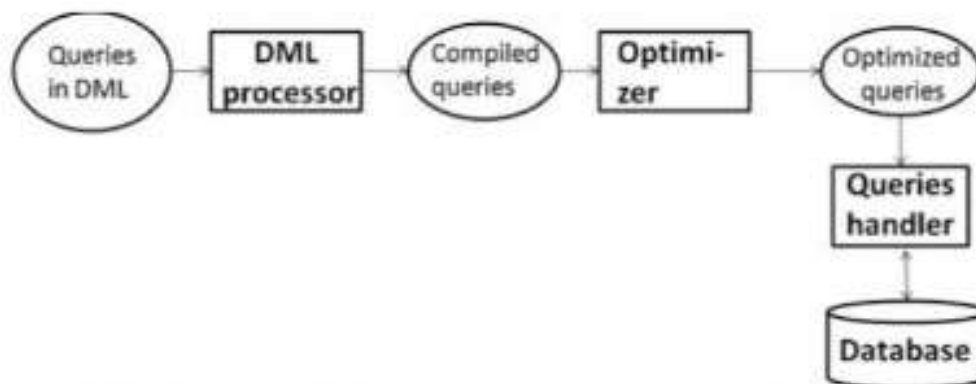 Queries
in DML
DML
processor
Compiled
queries
Optimi-
zer
Optimized
queries
Queries
handler
Database